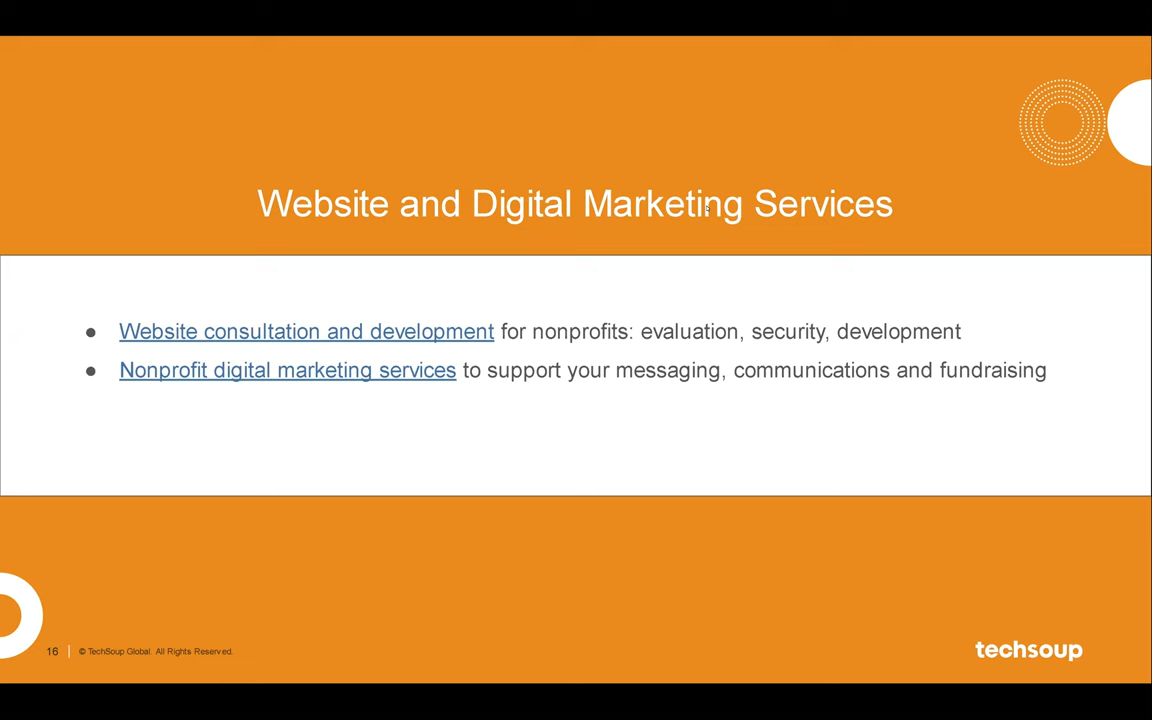 Website and Digital Marketing Services
● Website consultation and development for nonprofits: evaluation, security, development
● Nonprofit digital marketing services to support your messaging, communications and fundraising
16 | © TechSoup Global. All Rights Reserved.
techsoup